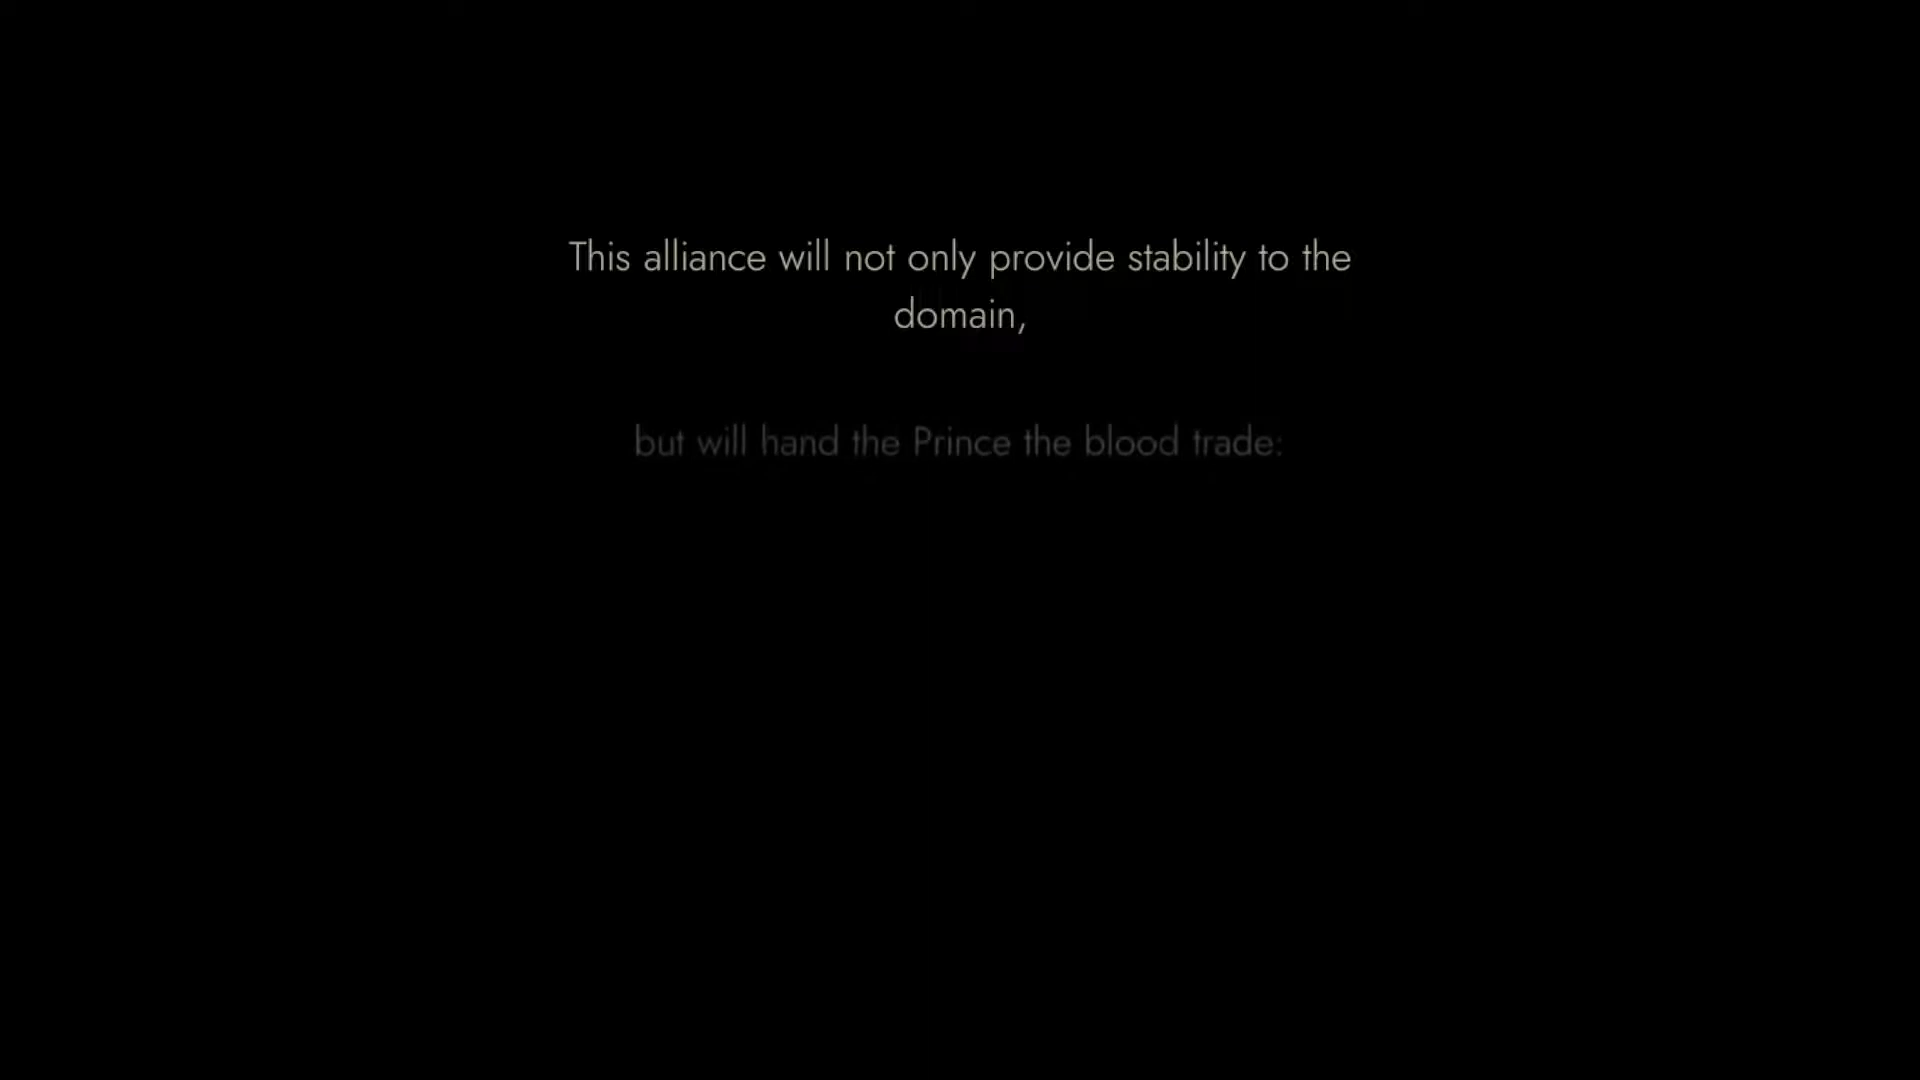 This alliance will not only provide stability to the
domain,
but will hand the Prince the blood trade: